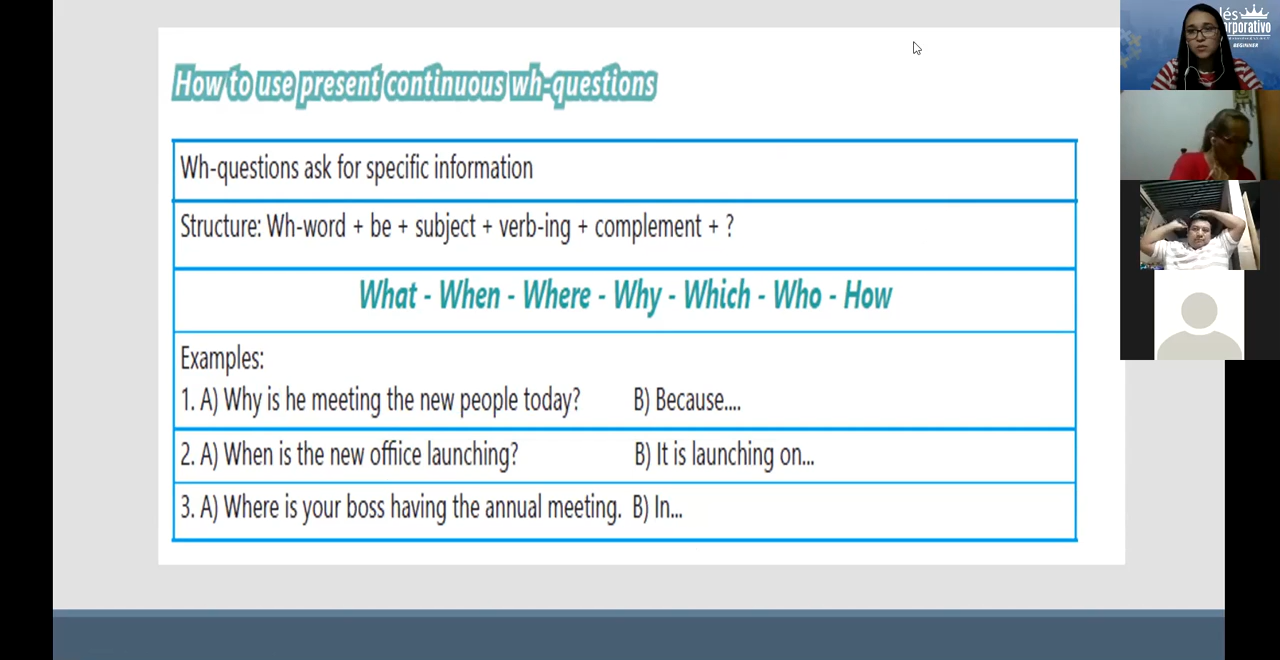 How to use present continuous wh-questions
Wh-questions ask for specific information
Structure: Wh-word + be + subject + verb-ing + complement + ?
What - When - Where - Why - Which - Who - How
Examples:
1. A) Why is he meeting the new people today? B) Because....
2. A) When is the new office launching? B) It is launching on...
3. A) Where is your boss having the annual meeting. B) In...
BEGINNER